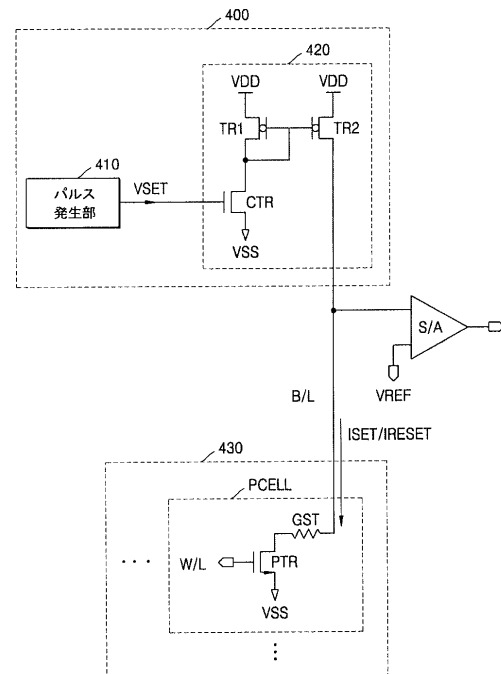 400
420
VDD VDD
TR1 TR2
410
パルス
発生部
VSET
CTR
VSS
S/A
VREF
B/L
ISET/IRESET
430
PCELL
GST
W/L
PTR
VSS